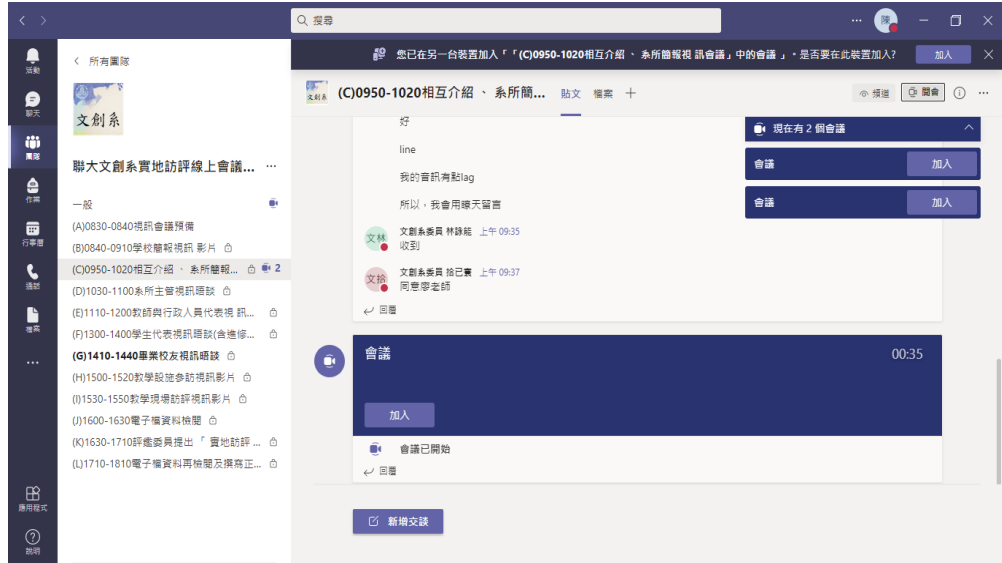 搜尋
陳
您已在另一台裝置加入「「(C)0950-1020相互介紹 、 系所簡報視 訊會議」中的會議 」。是否要在此裝置加入?
加入
活動
聊天
團隊
作業
行事曆
通話
檔案
應用程式
說明
所有團隊
文創系
聯大文創系實地訪評線上會議... ...
一般
(A)0830-0840視訊會議預備
(B)0840-0910學校簡報視訊 影片
(C)0950-1020相互介紹 、 系所簡報... 2
(D)1030-1100系所主管視訊晤談
(E)1110-1200教師與行政人員代表視 訊...
(F)1300-1400學生代表視訊晤談(含進修...
(G)1410-1440畢業校友視訊晤談
(H)1500-1520教學設施參訪視訊影片
(I)1530-1550教學現場訪評視訊影片
(J)1600-1630電子檔資料檢閱
(K)1630-1710評鑑委員提出 「 實地訪評 ...
(L)1710-1810電子檔資料再檢閱及撰寫正...
文創系
(C)0950-1020相互介紹 、 系所簡... 貼文 檔案
頻道 開會
現在有 2 個會議
會議 加入
會議 加入
好
line
我的音訊有點lag
所以，我會用聊天留言
文林
文創系委員 林詠能 上午 09:35
收到
文拾
文創系委員 拾已寰 上午 09:37
同意廖老師
回覆
會議 00:35
加入
會議已開始
回覆
新增交談